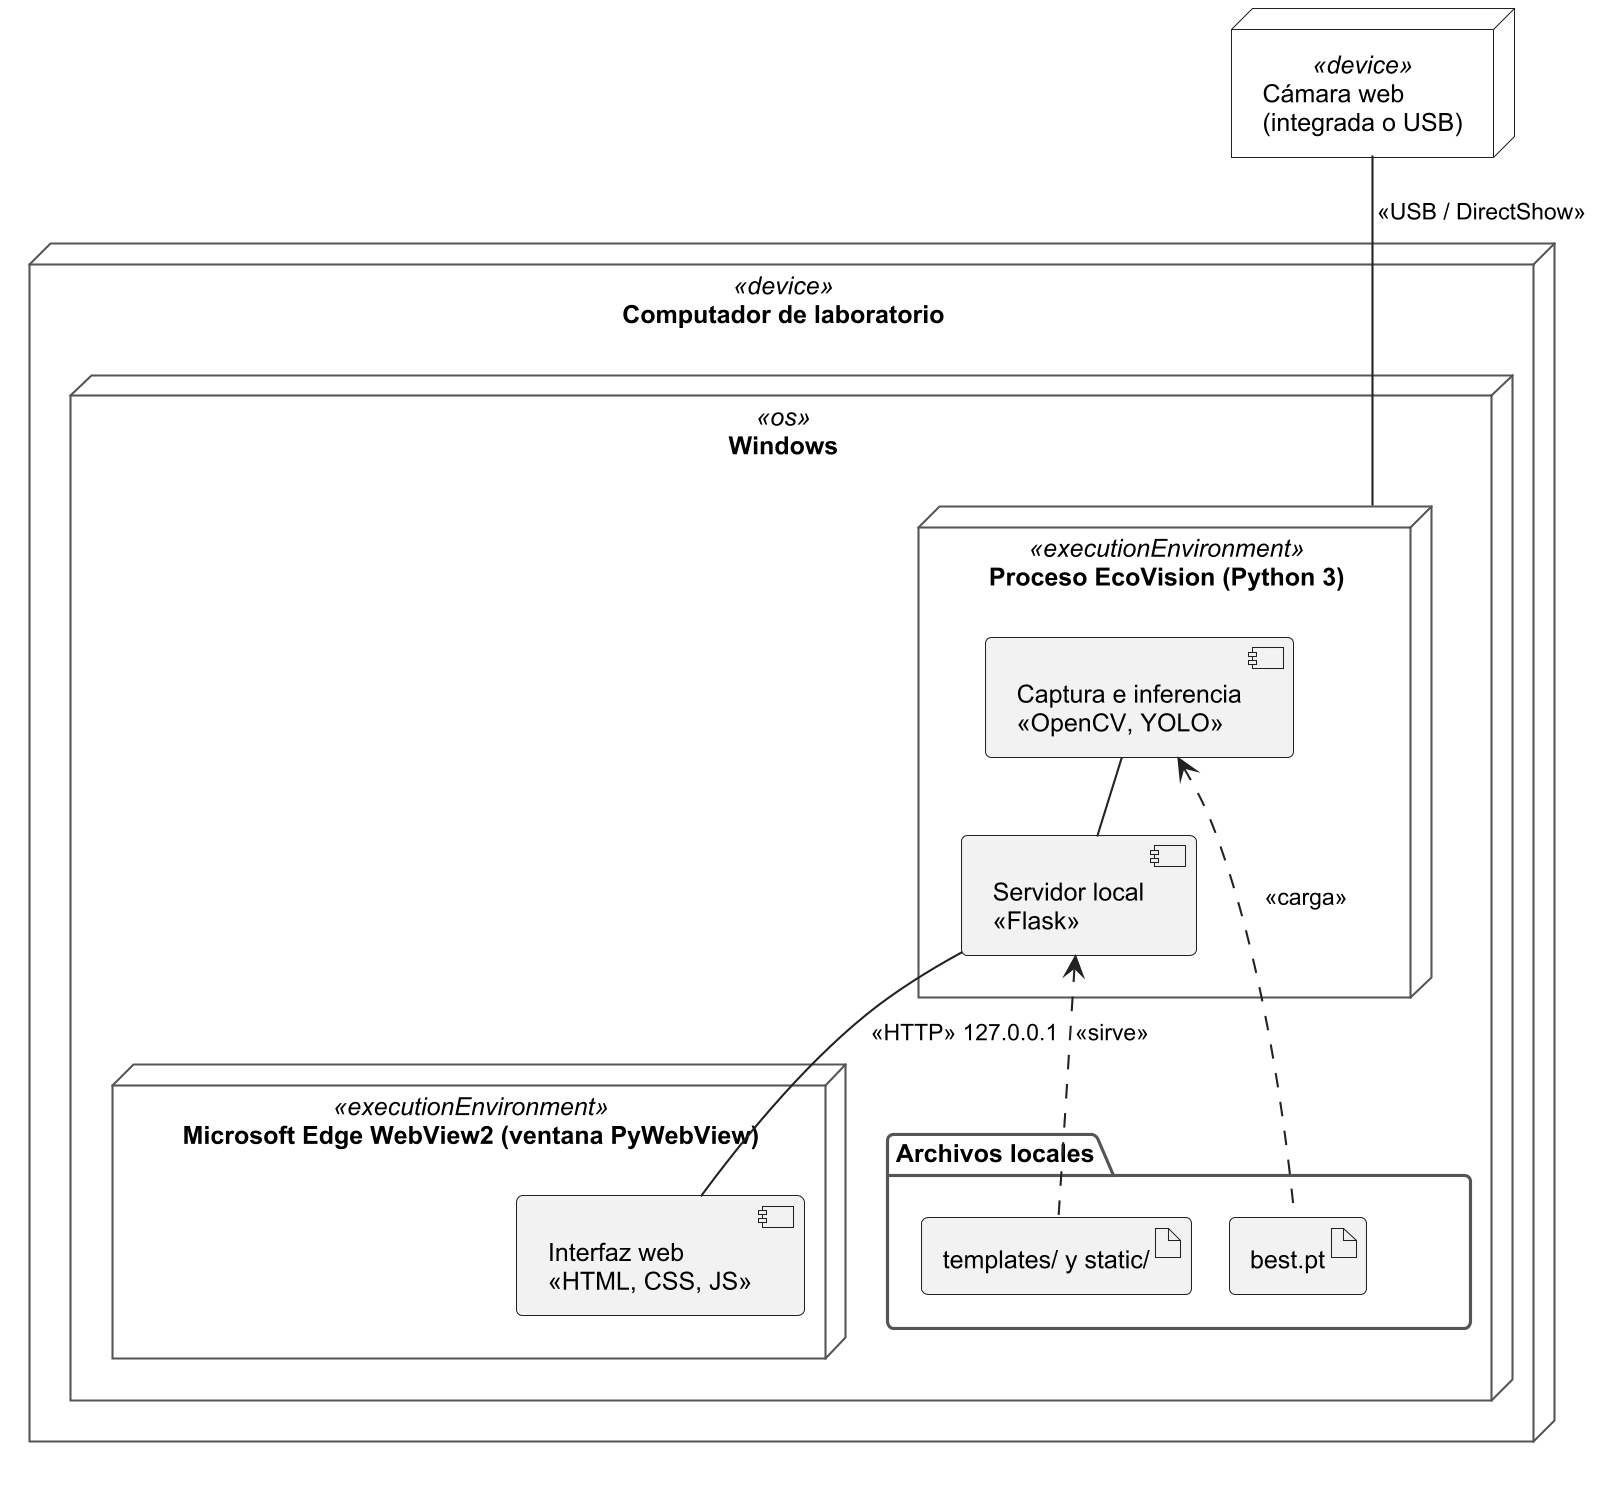 «device»
Cámara web
(integrada o USB)
«USB / DirectShow»
«device»
Computador de laboratorio
«os»
Windows
«executionEnvironment»
Proceso EcoVision (Python 3)
Captura e inferencia
«OpenCV, YOLO»
Servidor local
«Flask»
«carga»
«HTTP» 127.0.0.1
«sirve»
«executionEnvironment»
Microsoft Edge WebView2 (ventana PyWebView)
Interfaz web
«HTML, CSS, JS»
Archivos locales
templates/ y static/
best.pt